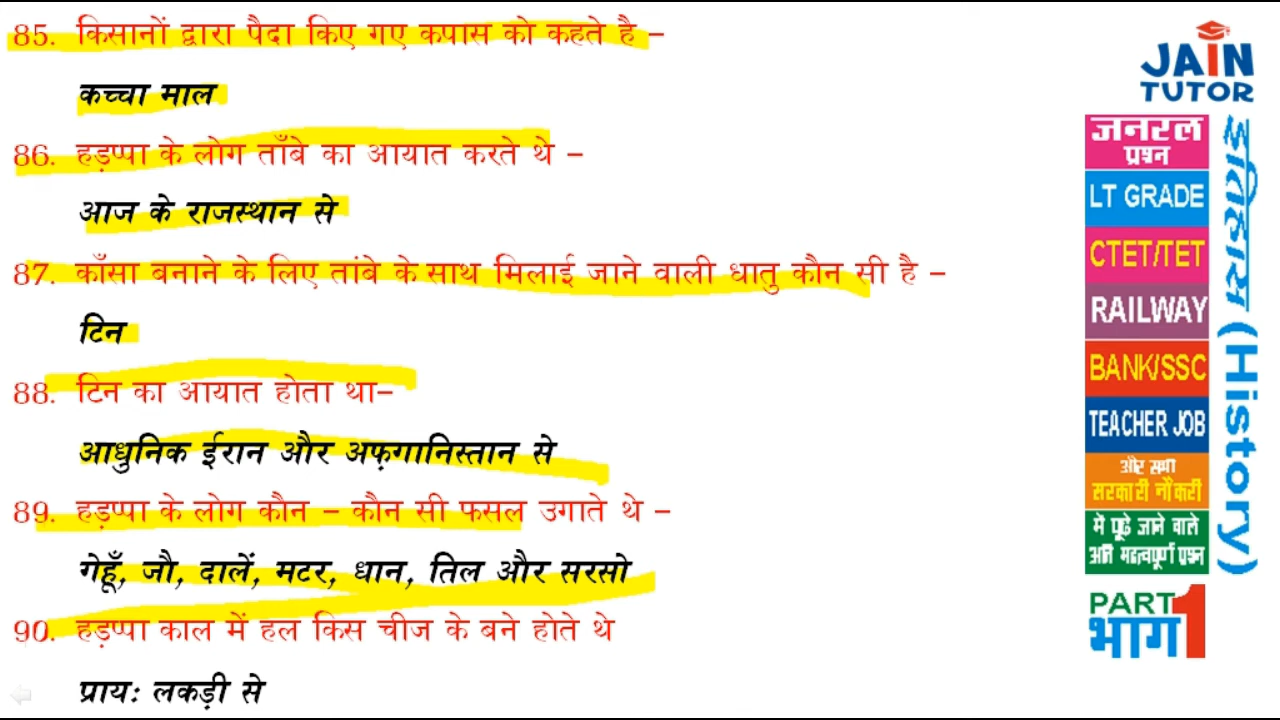 85. किसानों द्वारा पैदा किए गए कपास को कहते है –
कच्चा माल
86. हड़प्पा के लोग ताँबे का आयात करते थे –
आज के राजस्थान से
87. काँसा बनाने के लिए तांबे के साथ मिलाई जाने वाली धातु कौन सी है –
टिन
88. टिन का आयात होता था–
आधुनिक ईरान और अफ़गानिस्तान से
89. हड़प्पा के लोग कौन – कौन सी फसल उगाते थे –
गेहूँ, जौ, दालें, मटर, धान, तिल और सरसो
90. हड़प्पा काल में हल किस चीज के बने होते थे
प्रायः लकड़ी से
JAIN
TUTOR
जनरल
प्रश्न
LT GRADE
CTET/TET
RAILWAY
BANK/SSC
TEACHER JOB
और सभी
सरकारी नौकरी
में पूछे जाने वाले
अति महत्वपूर्ण प्रश्न
PART 1
भाग
इतिहास (History)